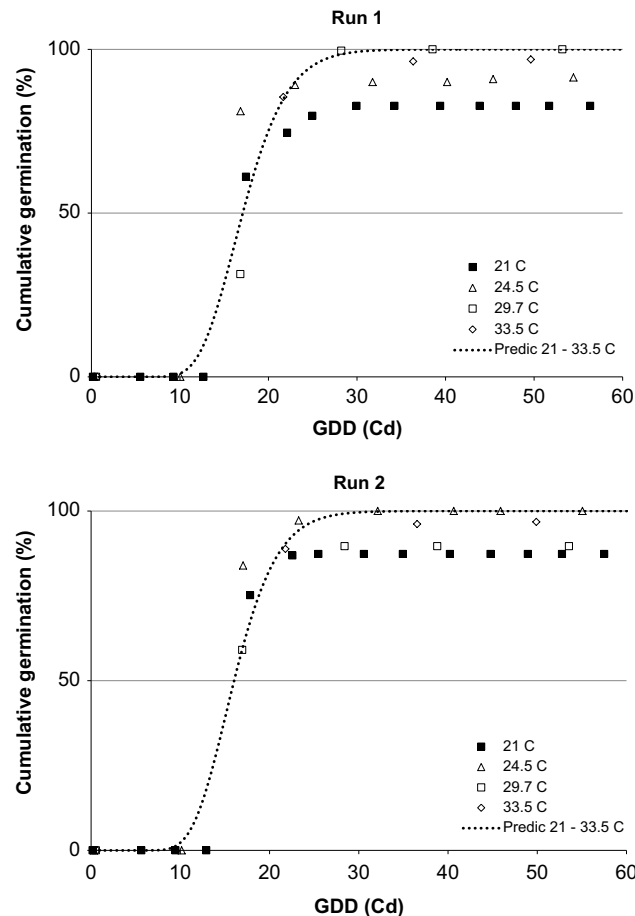 Run 1
Cumulative germination (%)
100
50
0
21 C
24.5 C
29.7 C
33.5 C
Predic 21 - 33.5 C
0 10 20 30 40 50 60
GDD (Cd)
Run 2
Cumulative germination (%)
100
50
0
21 C
24.5 C
29.7 C
33.5 C
Predic 21 - 33.5 C
0 10 20 30 40 50 60
GDD (Cd)